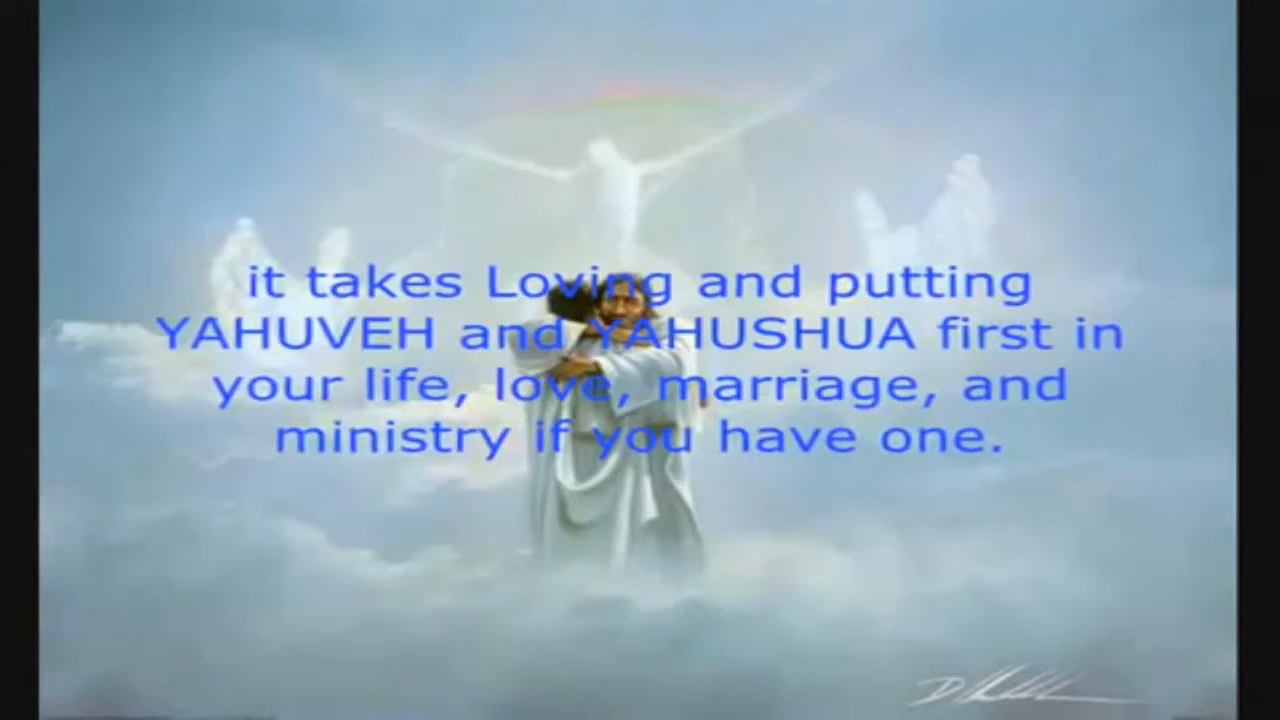 it takes Loving and putting
YAHUVEH and YAHUSHUA first in
your life, love, marriage, and
ministry if you have one.